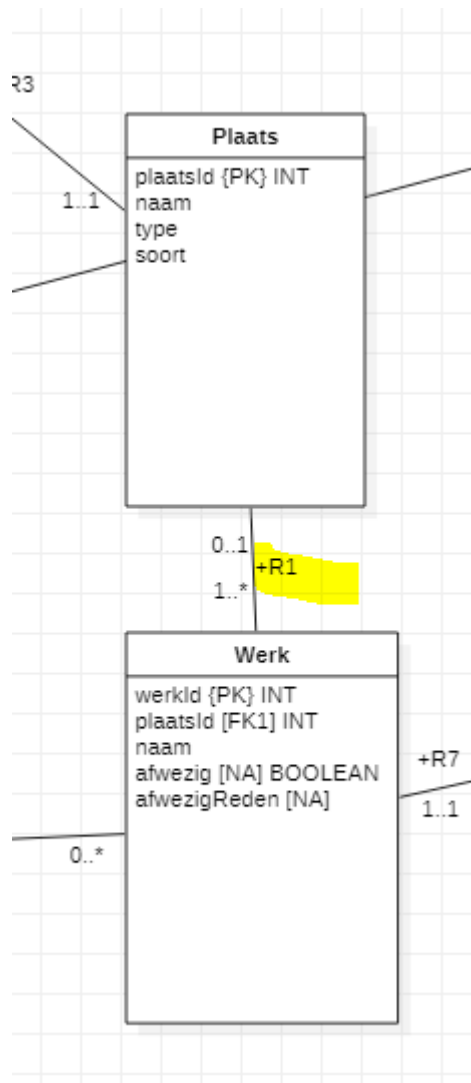 R3
Plaats
plaatsId {PK} INT
naam
type
soort
1..1
0..1
+R1
1..*
Werk
werkId {PK} INT
plaatsId [FK1] INT
naam
afwezig [NA] BOOLEAN
afwezigReden [NA]
+R7
1..1
0..*